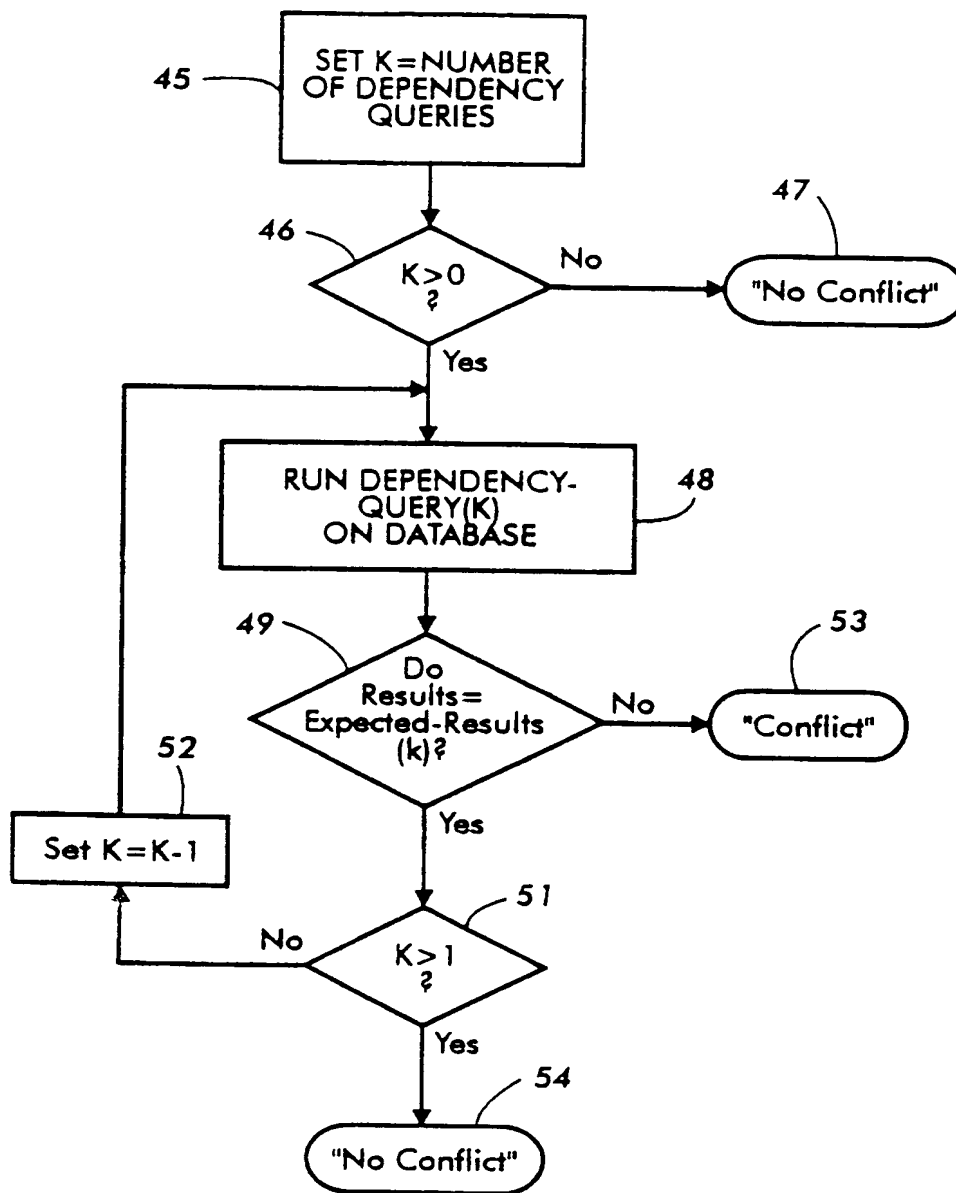 45
SET K=NUMBER
OF DEPENDENCY
QUERIES
46
K>0
?
No
47
"No Conflict"
Yes
RUN DEPENDENCY-
QUERY(K)
ON DATABASE
48
49
Do
Results=
Expected-Results
(k)?
No
53
"Conflict"
52
Set K=K-1
Yes
51
No
K>1
?
Yes
54
"No Conflict"